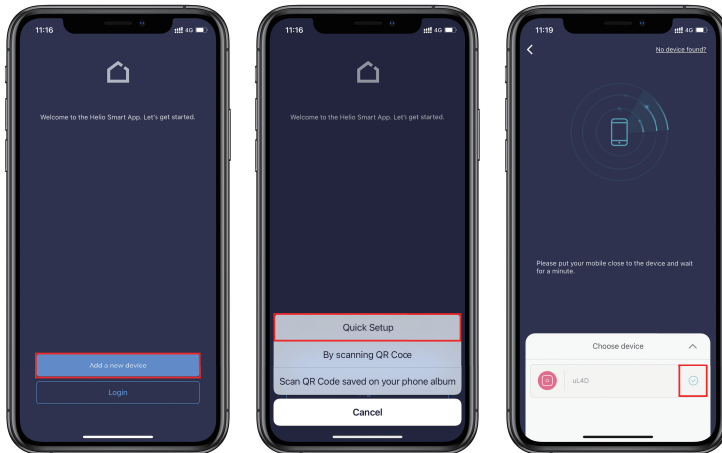 11:16
4G
Welcome to the Helio Smart App. Let's get started.
Add a new device
Login
11:16
4G
Welcome to the Helio Smart App. Let's get started.
Quick Setup
By scanning QR Coce
Scan QR Code saved on your phone album
Cancel
11:19
4G
No device found?
Please put your mobile close to the device and wait
for a minute.
Choose device
uL4D